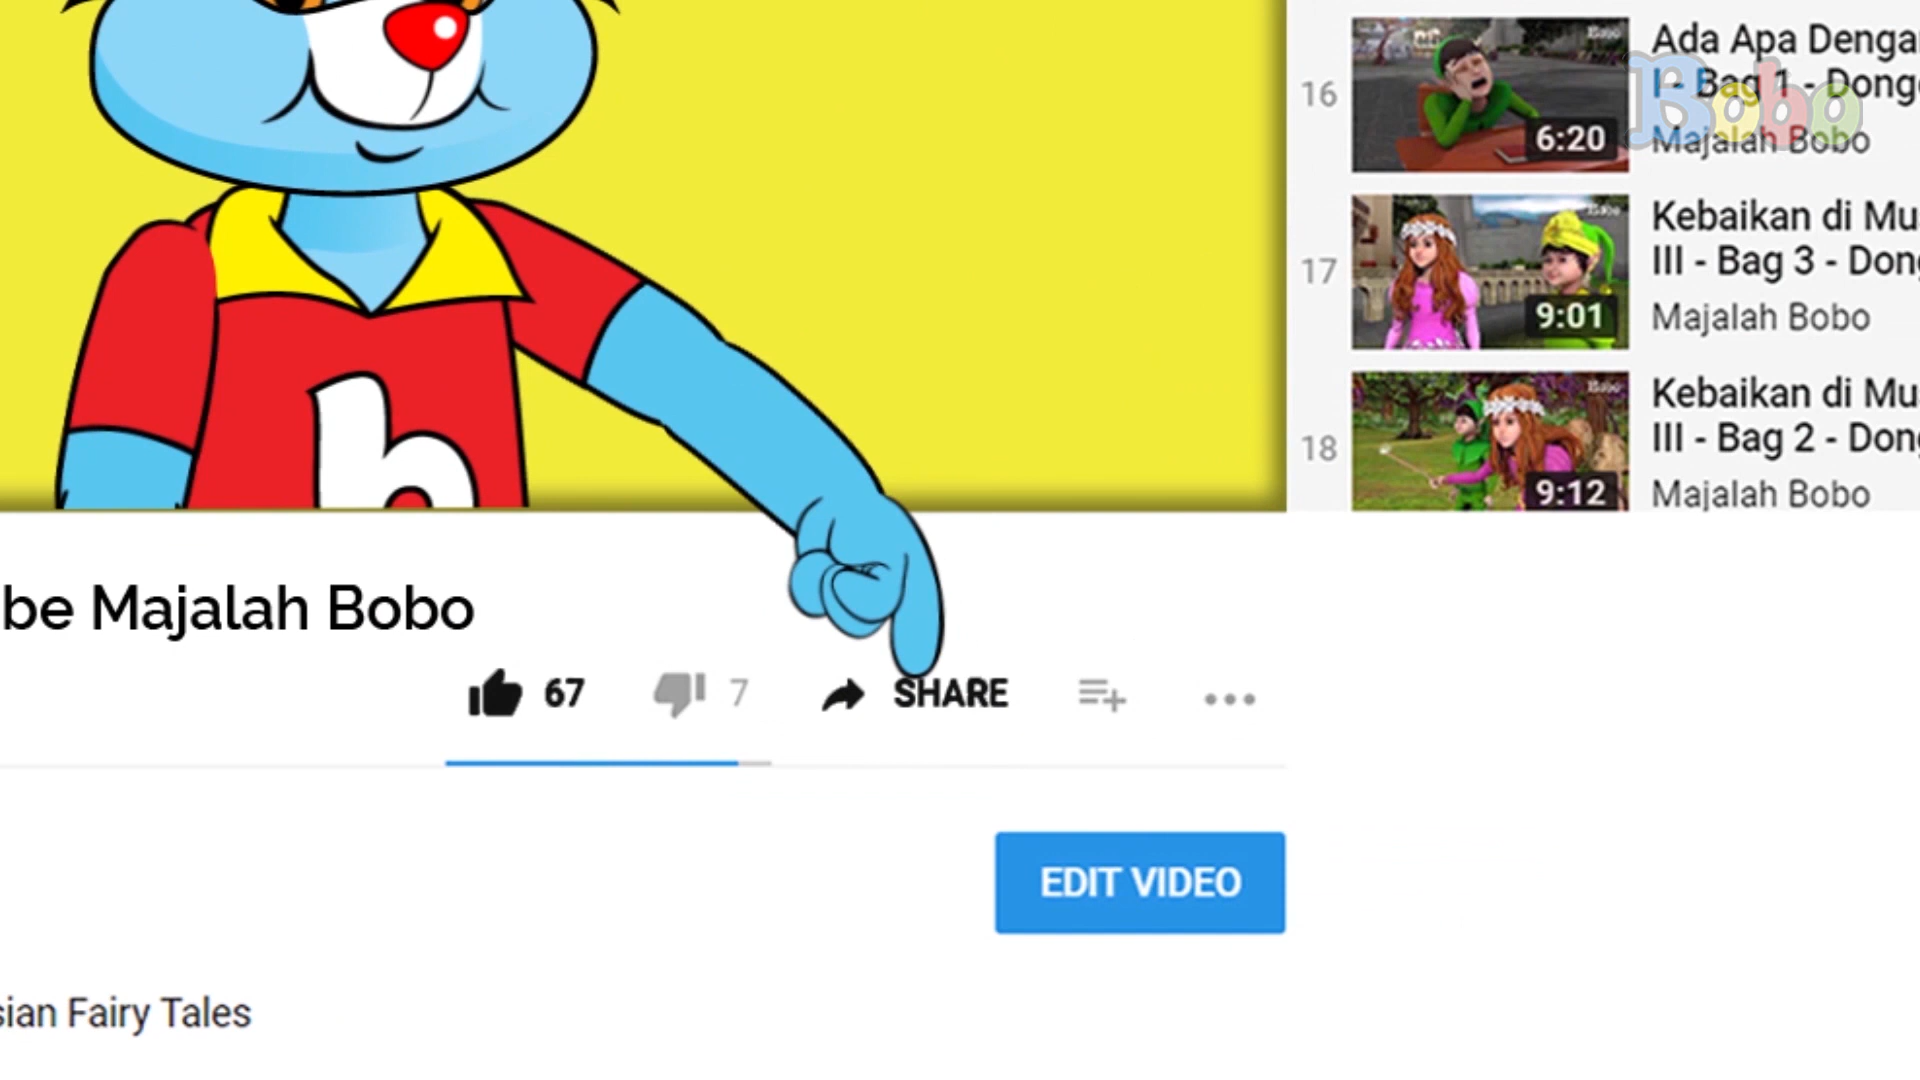 h
be Majalah Bobo
67
7
SHARE
EDIT VIDEO
sian Fairy Tales
16
6:20
Ada Apa Denga
I - Bag 1 - Dong
Majalah Bobo
Bobo
17
9:01
Kebaikan di Mu
III - Bag 3 - Don
Majalah Bobo
18
9:12
Kebaikan di Mu
III - Bag 2 - Don
Majalah Bobo